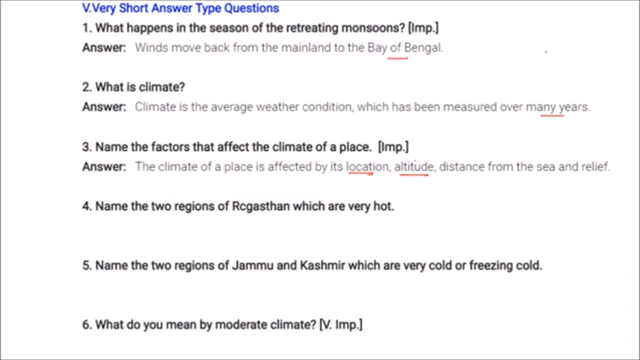 V.Very Short Answer Type Questions
1. What happens in the season of the retreating monsoons? [Imp.]
Answer: Winds move back from the mainland to the Bay of Bengal.
2. What is climate?
Answer: Climate is the average weather condition, which has been measured over many years.
3. Name the factors that affect the climate of a place. [Imp.]
Answer: The climate of a place is affected by its location, altitude, distance from the sea and relief.
4. Name the two regions of Rcgasthan which are very hot.
5. Name the two regions of Jammu and Kashmir which are very cold or freezing cold.
6. What do you mean by moderate climate? [V. Imp.]